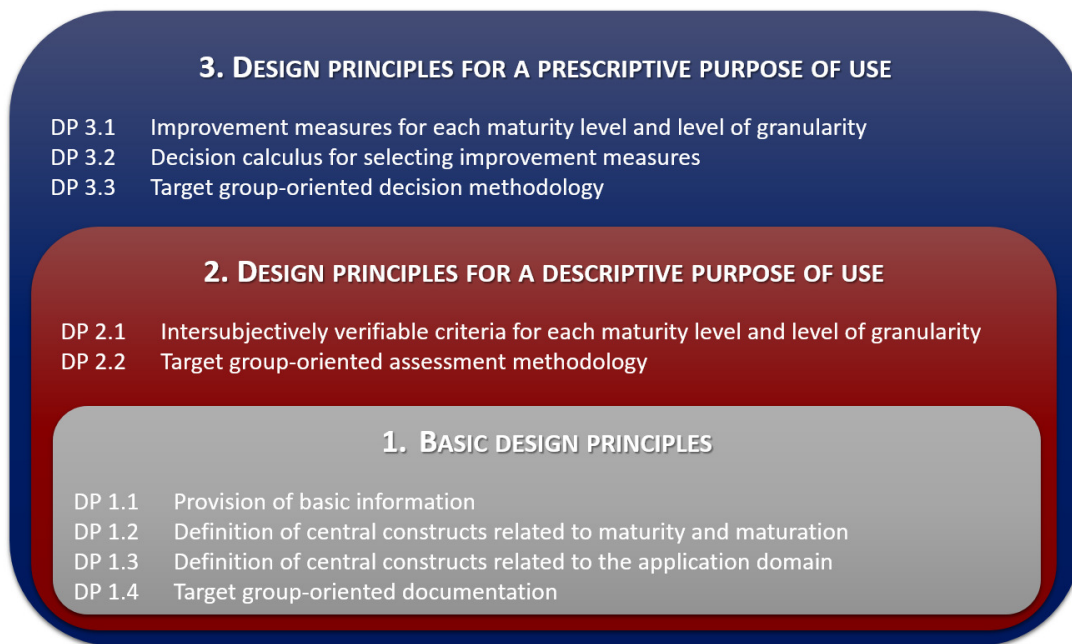 3. DESIGN PRINCIPLES FOR A PRESCRIPTIVE PURPOSE OF USE
DP 3.1 Improvement measures for each maturity level and level of granularity
DP 3.2 Decision calculus for selecting improvement measures
DP 3.3 Target group-oriented decision methodology
2. DESIGN PRINCIPLES FOR A DESCRIPTIVE PURPOSE OF USE
DP 2.1 Intersubjectively verifiable criteria for each maturity level and level of granularity
DP 2.2 Target group-oriented assessment methodology
1. BASIC DESIGN PRINCIPLES
DP 1.1 Provision of basic information
DP 1.2 Definition of central constructs related to maturity and maturation
DP 1.3 Definition of central constructs related to the application domain
DP 1.4 Target group-oriented documentation